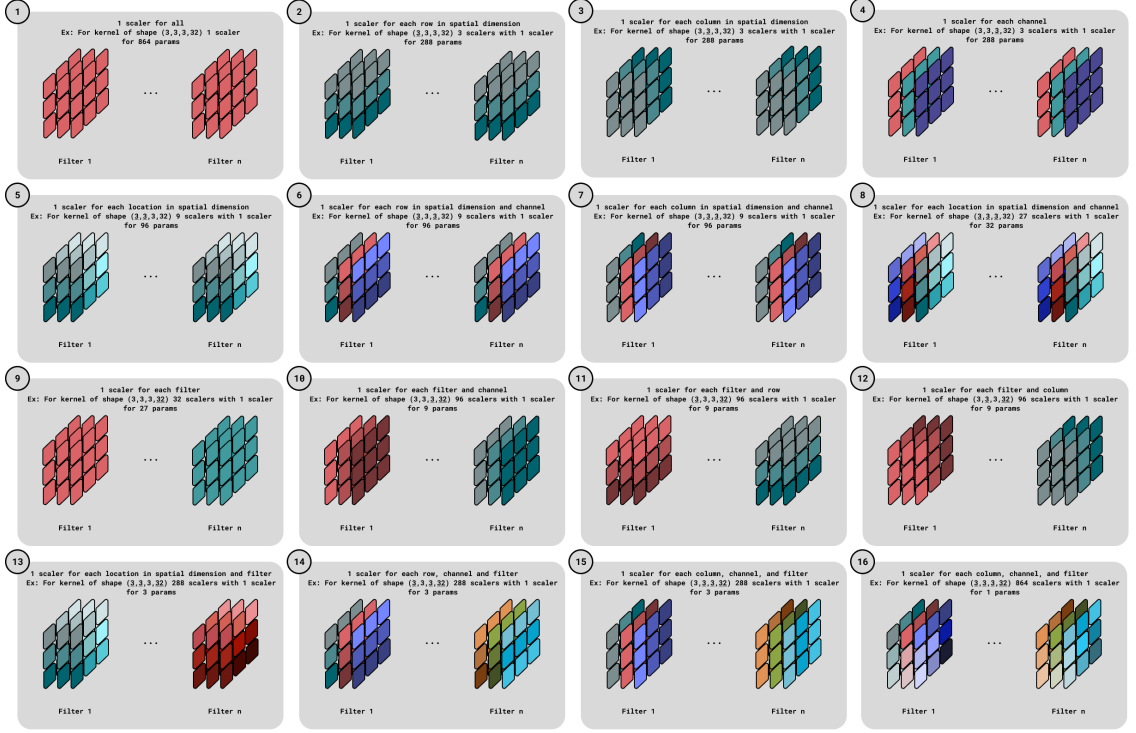 1
1 scaler for all
Ex: For kernel of shape (3,3,3,32) 1 scaler
for 864 params
...
Filter 1
Filter n
2
1 scaler for each row in spatial dimension
Ex: For kernel of shape (3,3,3,32) 3 scalers with 1 scaler
for 288 params
...
Filter 1
Filter n
3
1 scaler for each column in spatial dimension
Ex: For kernel of shape (3,3,3,32) 3 scalers with 1 scaler
for 288 params
...
Filter 1
Filter n
4
1 scaler for each channel
Ex: For kernel of shape (3,3,3,32) 3 scalers with 1 scaler
for 288 params
...
Filter 1
Filter n
5
1 scaler for each location in spatial dimension
Ex: For kernel of shape (3,3,3,32) 9 scalers with 1 scaler
for 96 params
...
Filter 1
Filter n
6
1 scaler for each row in spatial dimension and channel
Ex: For kernel of shape (3,3,3,32) 9 scalers with 1 scaler
for 96 params
...
Filter 1
Filter n
7
1 scaler for each column in spatial dimension and channel
Ex: For kernel of shape (3,3,3,32) 9 scalers with 1 scaler
for 96 params
...
Filter 1
Filter n
8
1 scaler for each location in spatial dimension and channel
Ex: For kernel of shape (3,3,3,32) 27 scalers with 1 scaler
for 32 params
...
Filter 1
Filter n
9
1 scaler for each filter
Ex: For kernel of shape (3,3,3,32) 32 scalers with 1 scaler
for 27 params
...
Filter 1
Filter n
10
1 scaler for each filter and channel
Ex: For kernel of shape (3,3,3,32) 96 scalers with 1 scaler
for 9 params
...
Filter 1
Filter n
11
1 scaler for each filter and row
Ex: For kernel of shape (3,3,3,32) 96 scalers with 1 scaler
for 9 params
...
Filter 1
Filter n
12
1 scaler for each filter and column
Ex: For kernel of shape (3,3,3,32) 96 scalers with 1 scaler
for 9 params
...
Filter 1
Filter n
13
1 scaler for each location in spatial dimension and filter
Ex: For kernel of shape (3,3,3,32) 288 scalers with 1 scaler
for 3 params
...
Filter 1
Filter n
14
1 scaler for each row, channel and filter
Ex: For kernel of shape (3,3,3,32) 288 scalers with 1 scaler
for 3 params
...
Filter 1
Filter n
15
1 scaler for each column, channel, and filter
Ex: For kernel of shape (3,3,3,32) 288 scalers with 1 scaler
for 3 params
...
Filter 1
Filter n
16
1 scaler for each column, channel, and filter
Ex: For kernel of shape (3,3,3,32) 864 scalers with 1 scaler
for 1 params
...
Filter 1
Filter n